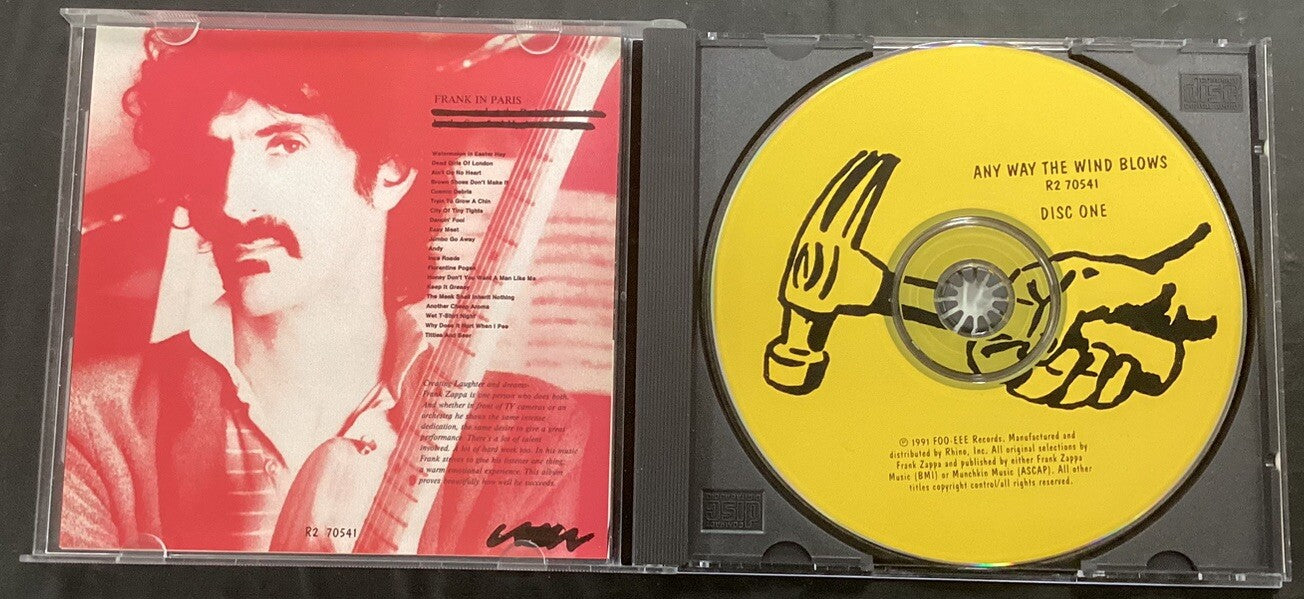 FRANK IN PARIS
Watermelon In Easter Hay
Dead Girls Of London
Ain't Go No Heart
Brown Shoes Don't Make It
Cosmic Debris
Tryin To Grow A Chin
City Of Tiny Tights
Dancin' Fool
Easy Meat
Jumbo Go Away
Andy
Inca Roads
Florentine Pogen
Honey Don't You Want A Man Like Me
Keep It Greasy
The Meek Shall Inherit Nothing
Another Cheap Aroma
Wet T-Shirt Night
Why Does It Hurt When I Pee
Titties And Beer
Creating Laughter and dreams-
Frank Zappa is one person who does both.
And whether in front of TV cameras or an
orchestra he shows the same intense
dedication, the same desire to give a great
performance. There's a lot of talent
involved. A lot of hard work too. In his music
Frank strives to give his listener one thing:
a warm emotional experience. This album
proves beautifully how well he succeeds.
R2 70541
ANY WAY THE WIND BLOWS
R2 70541
DISC ONE
℗ 1991 FOO-EEE Records. Manufactured and
distributed by Rhino, Inc. All original selections by
Frank Zappa and published by either Frank Zappa
Music (BMI) or Munchkin Music (ASCAP). All other
titles copyright control/all rights reserved.
COMPACT
disc
COMPACT
disc